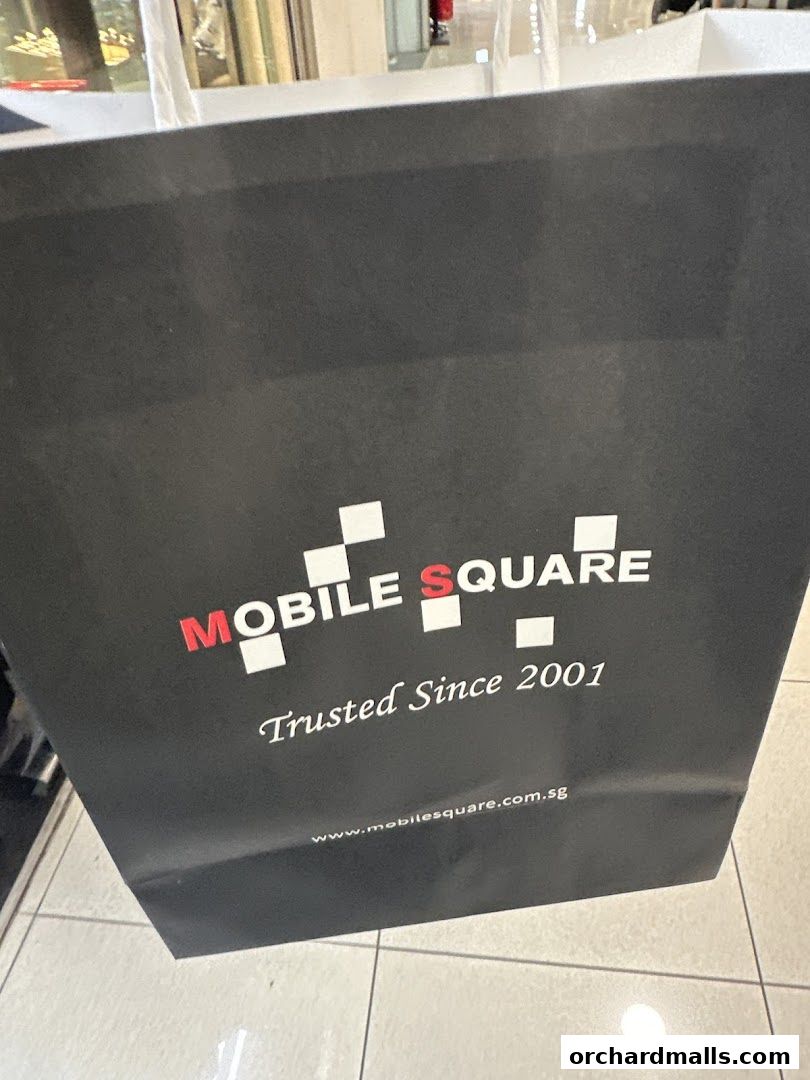 MOBILE SQUARE
Trusted Since 2001
www.mobilesquare.com.sg
orchardmalls.com